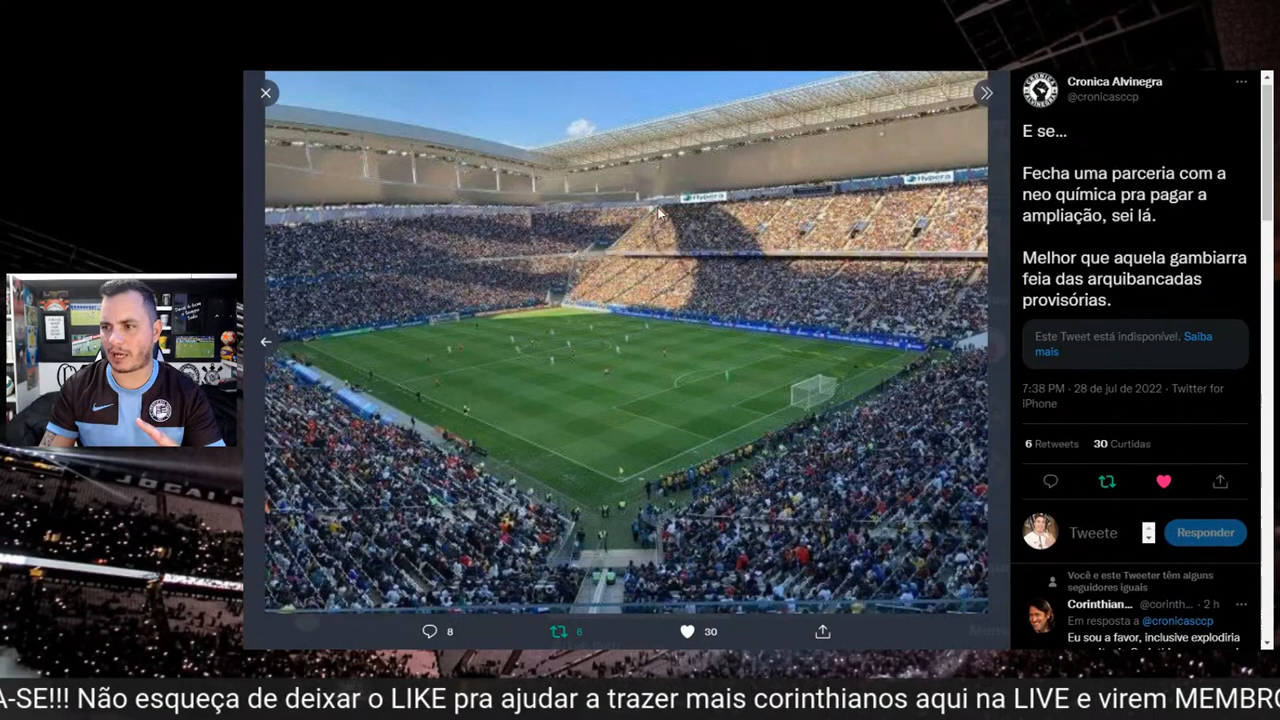 Cronica Alvinegra
@cronicasccp
E se...
Fecha uma parceria com a
neo química pra pagar a
ampliação, sei lá.
Melhor que aquela gambiarra
feia das arquibancadas
provisórias.
Este Tweet está indisponível. Saiba
mais
7:38 PM · 28 de jul de 2022 · Twitter for
iPhone
6 Retweets 30 Curtidas
Tweete
Responder
Você e este Tweeter têm alguns
seguidores iguais
Corinthian... @corinth... · 2 h
Em resposta a @cronicasccp
Eu sou a favor, inclusive explodiria
Hypera
Hypera
8
6
30
A-SE!!! Não esqueça de deixar o LIKE pra ajudar a trazer mais corinthianos aqui na LIVE e virem MEMBRO